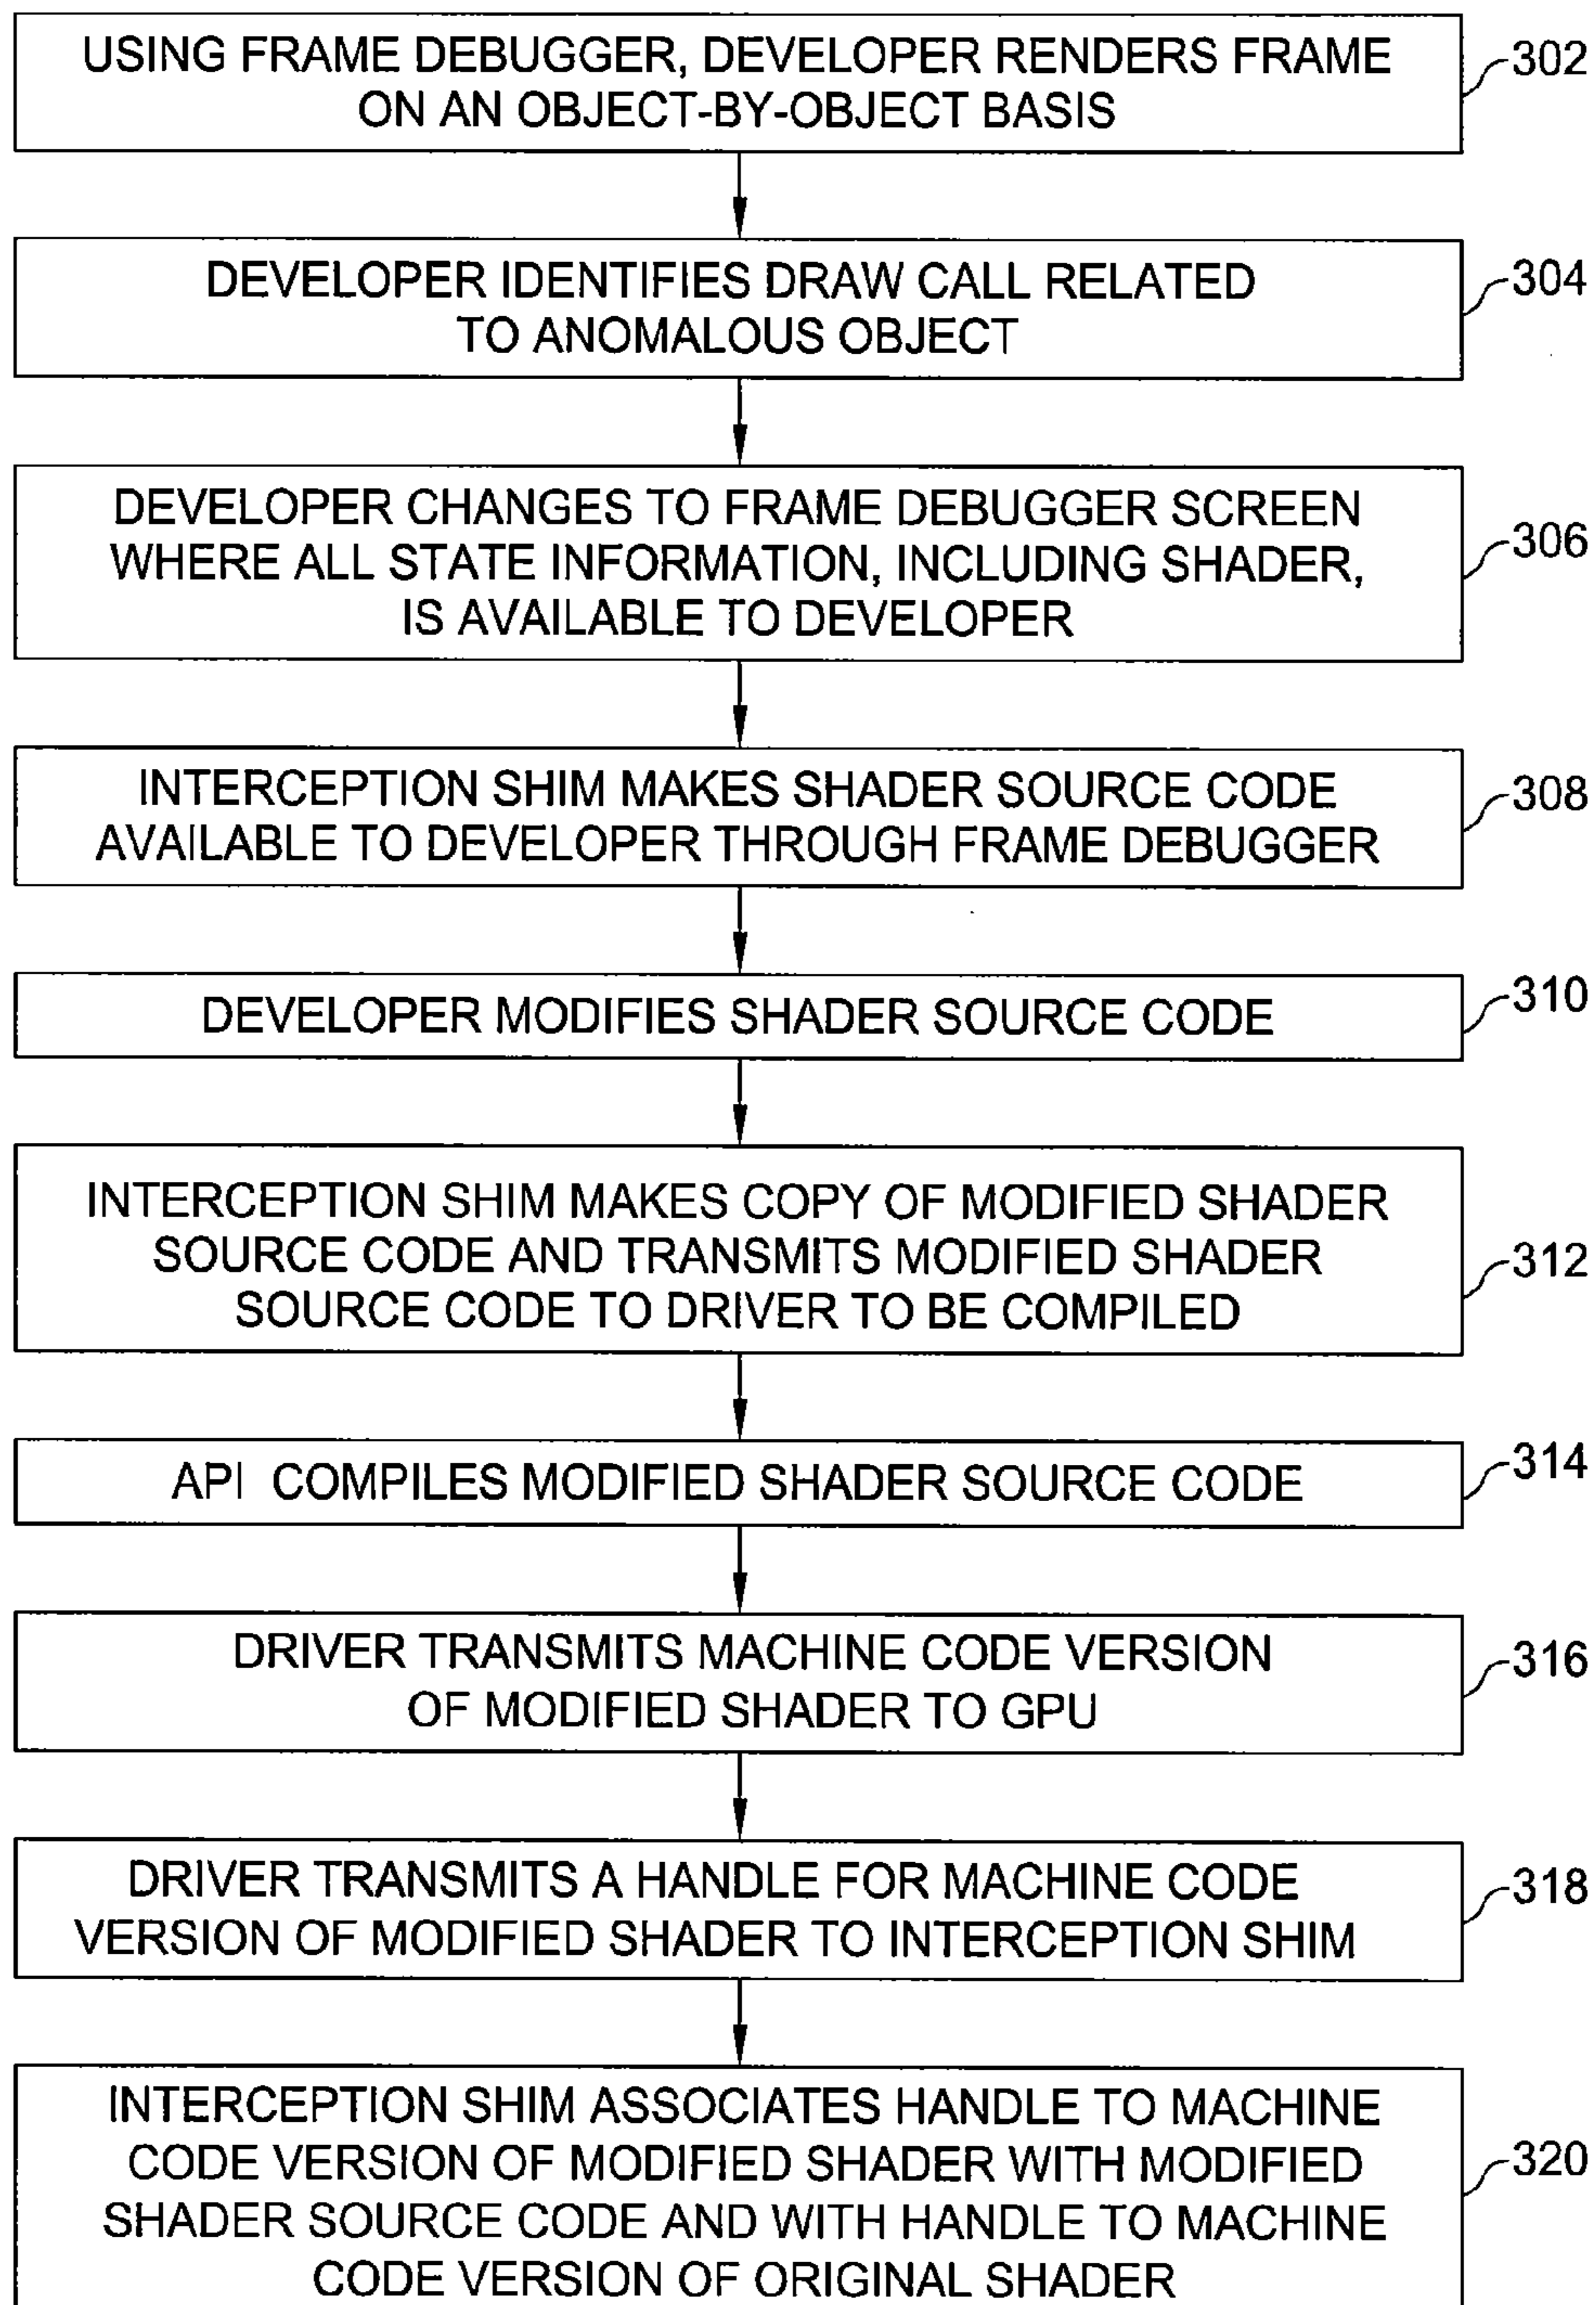 USING FRAME DEBUGGER, DEVELOPER RENDERS FRAME
ON AN OBJECT-BY-OBJECT BASIS
302
DEVELOPER IDENTIFIES DRAW CALL RELATED
TO ANOMALOUS OBJECT
304
DEVELOPER CHANGES TO FRAME DEBUGGER SCREEN
WHERE ALL STATE INFORMATION, INCLUDING SHADER,
IS AVAILABLE TO DEVELOPER
306
INTERCEPTION SHIM MAKES SHADER SOURCE CODE
AVAILABLE TO DEVELOPER THROUGH FRAME DEBUGGER
308
DEVELOPER MODIFIES SHADER SOURCE CODE
310
INTERCEPTION SHIM MAKES COPY OF MODIFIED SHADER
SOURCE CODE AND TRANSMITS MODIFIED SHADER
SOURCE CODE TO DRIVER TO BE COMPILED
312
API COMPILES MODIFIED SHADER SOURCE CODE
314
DRIVER TRANSMITS MACHINE CODE VERSION
OF MODIFIED SHADER TO GPU
316
DRIVER TRANSMITS A HANDLE FOR MACHINE CODE
VERSION OF MODIFIED SHADER TO INTERCEPTION SHIM
318
INTERCEPTION SHIM ASSOCIATES HANDLE TO MACHINE
CODE VERSION OF MODIFIED SHADER WITH MODIFIED
SHADER SOURCE CODE AND WITH HANDLE TO MACHINE
CODE VERSION OF ORIGINAL SHADER
320